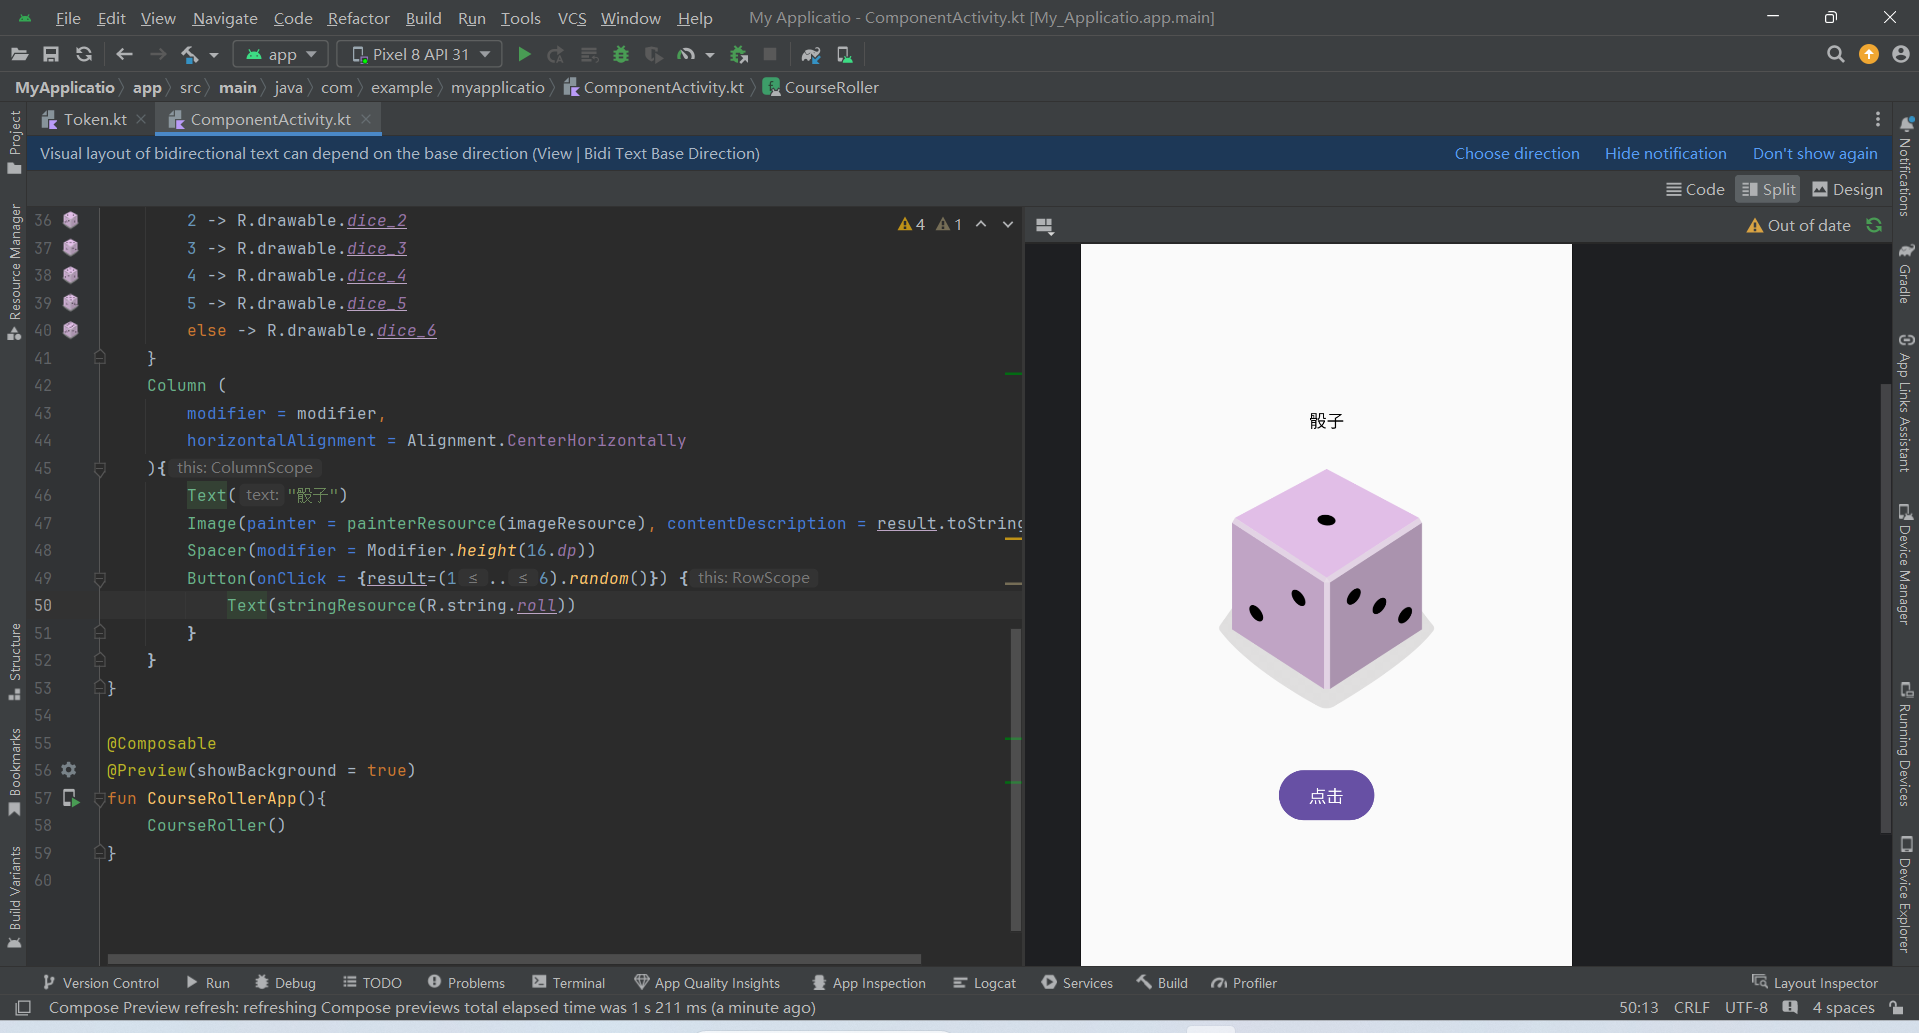 File Edit View Navigate Code Refactor Build Run Tools VCS Window Help My Applicatio - ComponentActivity.kt [My_Applicatio.app.main]
app Pixel 8 API 31
MyApplicatio app src main java com example myapplicatio ComponentActivity.kt CourseRoller
Token.kt ComponentActivity.kt
Visual layout of bidirectional text can depend on the base direction (View | Bidi Text Base Direction) Choose direction Hide notification Don't show again
Code Split Design
4 1
Out of date
36 2 -> R.drawable.dice_2
37 3 -> R.drawable.dice_3
38 4 -> R.drawable.dice_4
39 5 -> R.drawable.dice_5
40 else -> R.drawable.dice_6
41 }
42 Column (
43 modifier = modifier,
44 horizontalAlignment = Alignment.CenterHorizontally
45 ){ this: ColumnScope
46 Text( text: "骰子")
47 Image(painter = painterResource(imageResource), contentDescription = result.toString
48 Spacer(modifier = Modifier.height(16.dp))
49 Button(onClick = {result=(1 ≤ .. ≤ 6).random()}) { this: RowScope
50 Text(stringResource(R.string.roll))
51 }
52 }
53 }
54
55 @Composable
56 @Preview(showBackground = true)
57 fun CourseRollerApp(){
58 CourseRoller()
59 }
60
骰子
点击
Project
Resource Manager
Structure
Bookmarks
Build Variants
Notifications
Gradle
App Links Assistant
Device Manager
Running Devices
Device Explorer
Version Control Run Debug TODO Problems Terminal App Quality Insights App Inspection Logcat Services Build Profiler Layout Inspector
Compose Preview refresh: refreshing Compose previews total elapsed time was 1 s 211 ms (a minute ago) 50:13 CRLF UTF-8 4 spaces